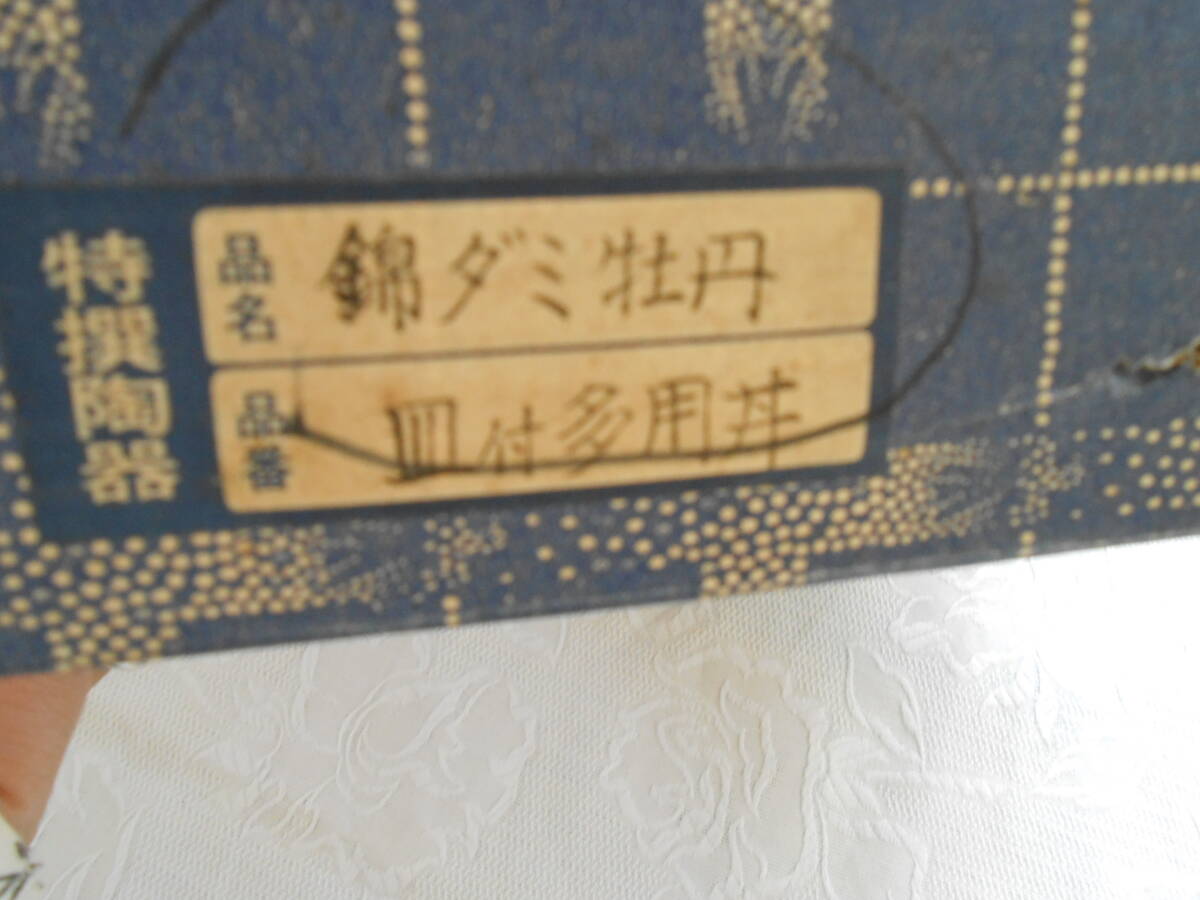 特撰陶器
品名 錦ダミ牡丹
品番 皿付多用丼